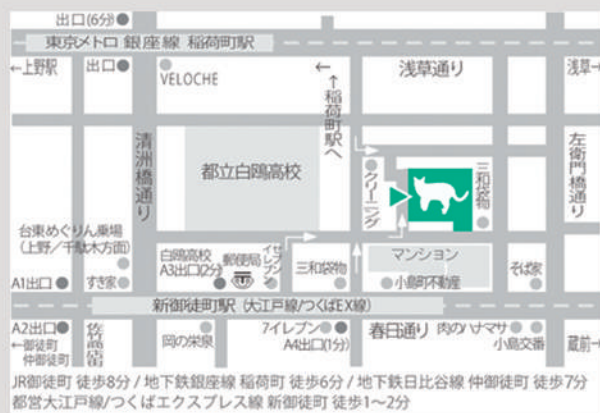 出口(6分)
東京メトロ 銀座線 稲荷町駅
←上野駅
出口
VELOCHE
←
↑稲荷町駅へ
浅草通り
浅草→
清洲橋通り
都立白鴎高校
クリーニング
三和袋物
左衛門橋通り
台東めぐりん乗場
(上野/千駄木方面)
白鴎高校
A3出口(2分)
郵便局
セブンイレブン
三和袋物
マンション
A1出口
すき家
小島町不動産
そば家
新御徒町駅 (大江戸線/つくばEX線)
A2出口
←御徒町
仲御徒町
佐竹商店街
岡の栄泉
7イレブン
A4出口(1分)
春日通り
肉のハナマサ
小島交番
蔵前→
JR御徒町 徒歩8分 / 地下鉄銀座線 稲荷町 徒歩6分 / 地下鉄日比谷線 仲御徒町 徒歩7分
都営大江戸線/つくばエクスプレス線 新御徒町 徒歩1〜2分